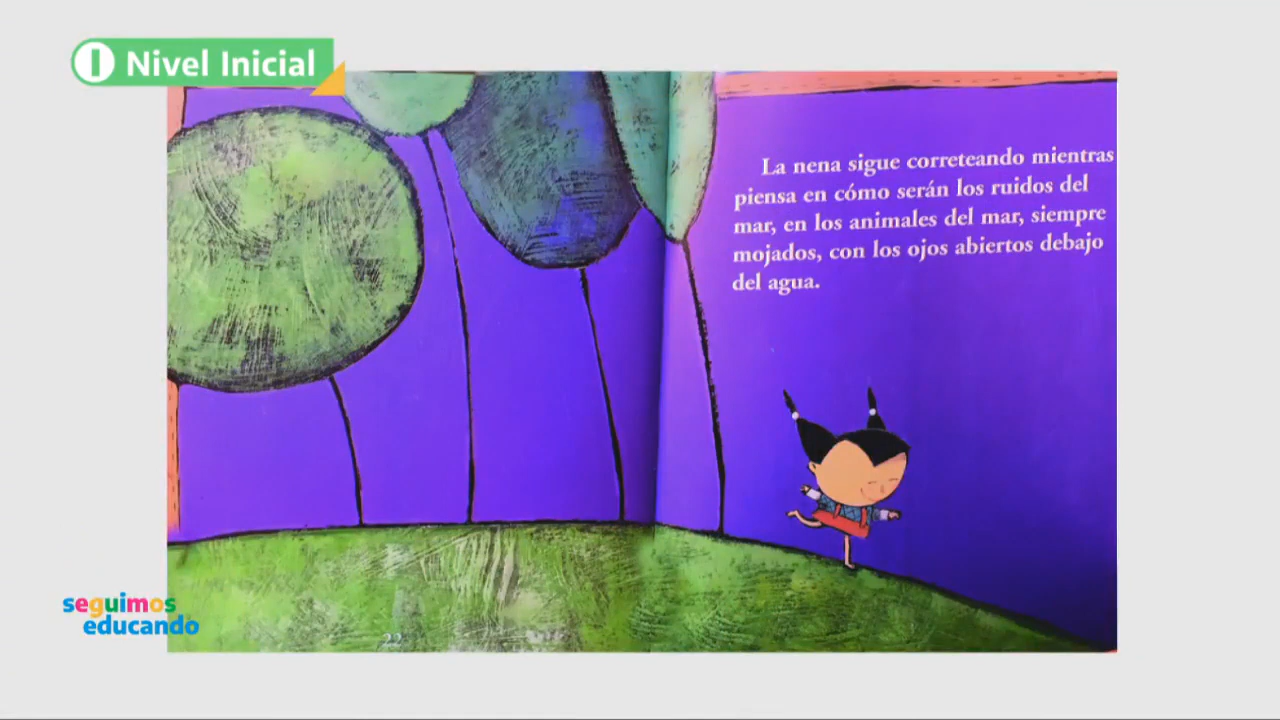 Nivel Inicial
La nena sigue correteando mientras
piensa en cómo serán los ruidos del
mar, en los animales del mar, siempre
mojados, con los ojos abiertos debajo
del agua.
seguimos
educando
22